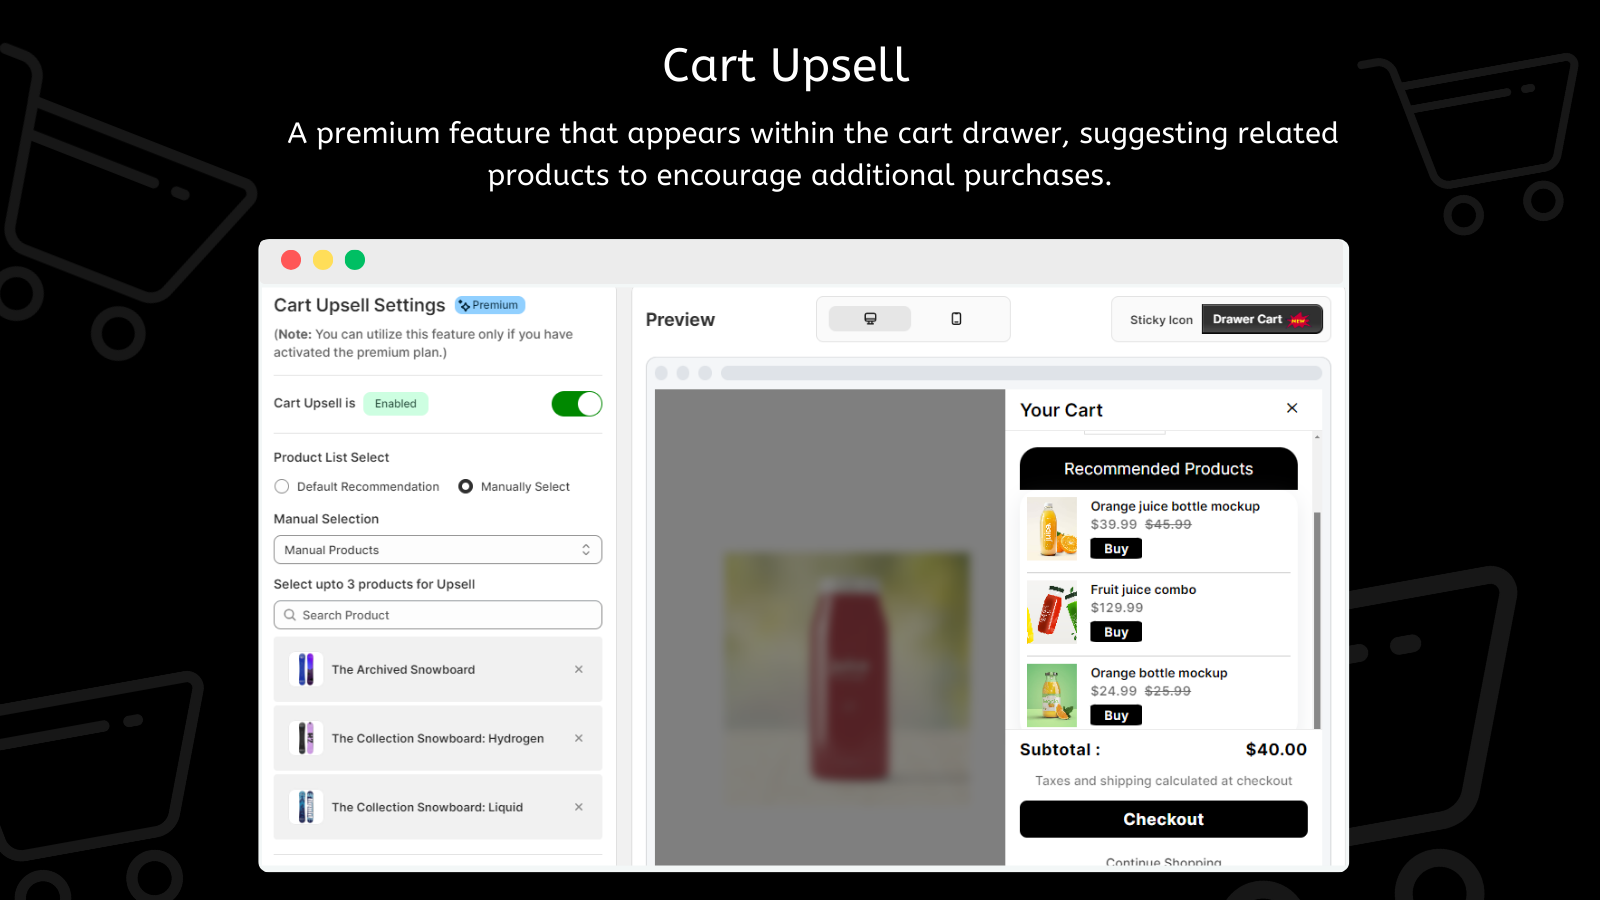 Cart Upsell
A premium feature that appears within the cart drawer, suggesting related
products to encourage additional purchases.
Cart Upsell Settings
Premium
(Note: You can utilize this feature only if you have
activated the premium plan.)
Cart Upsell is
Enabled
Product List Select
Default Recommendation
Manually Select
Manual Selection
Manual Products
Select upto 3 products for Upsell
Search Product
The Archived Snowboard
The Collection Snowboard: Hydrogen
The Collection Snowboard: Liquid
Preview
Sticky Icon
Drawer Cart
NEW
Your Cart
Recommended Products
Orange juice bottle mockup
$39.99 $45.99
Buy
Fruit juice combo
$129.99
Buy
Orange bottle mockup
$24.99 $25.99
Buy
Subtotal :
$40.00
Taxes and shipping calculated at checkout
Checkout
Continue Shopping